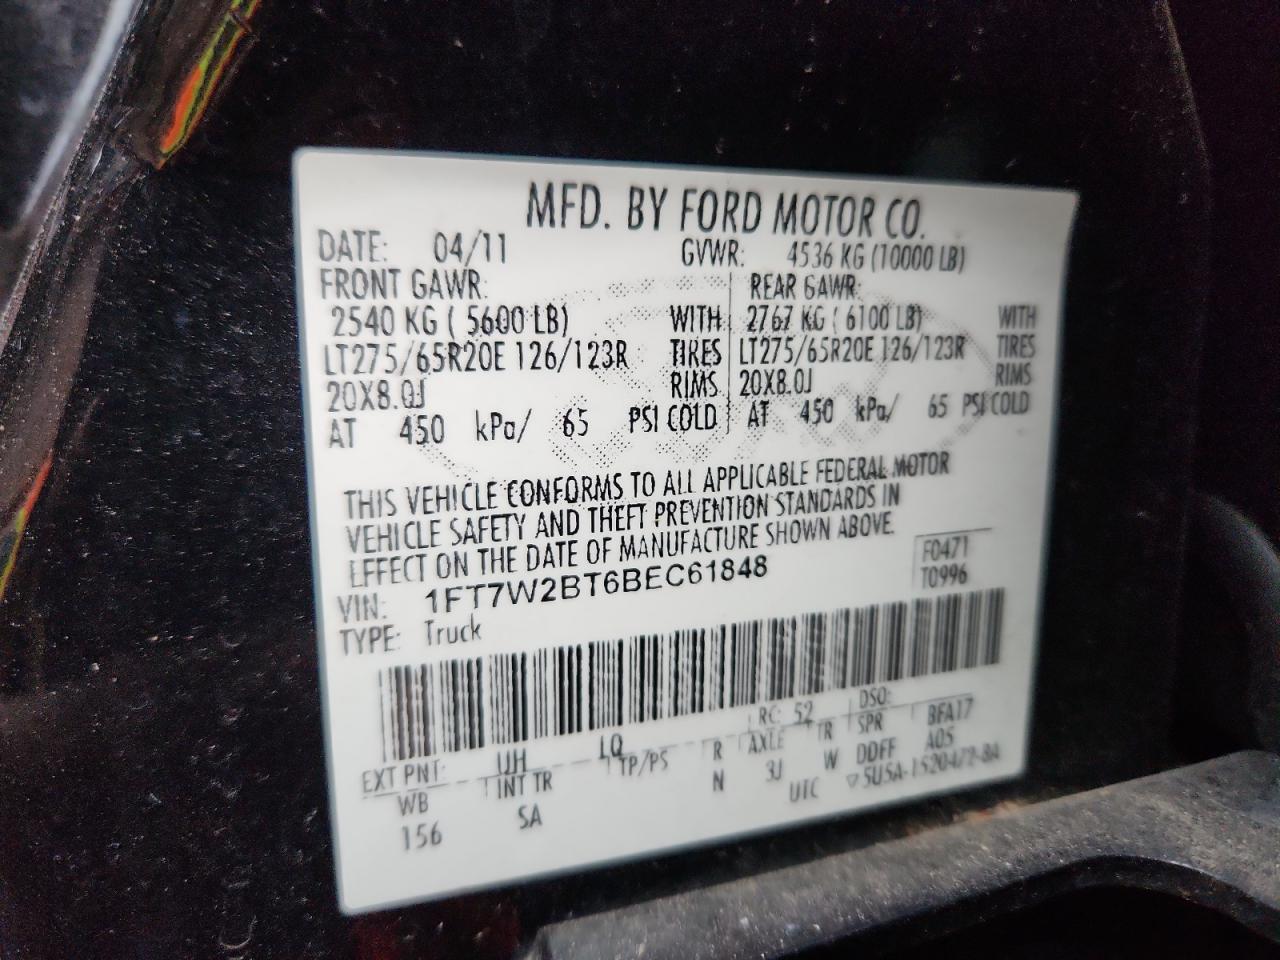 MFD. BY FORD MOTOR CO.
DATE: 04/11 GVWR: 4536 KG (10000 LB)
FRONT GAWR: REAR GAWR:
2540 KG ( 5600 LB) WITH 2767 KG ( 6100 LB) WITH
LT275/65R20E 126/123R TIRES LT275/65R20E 126/123R TIRES
20X8.0J RIMS 20X8.0J RIMS
AT 450 kPa/ 65 PSI COLD AT 450 kPa/ 65 PSI COLD
THIS VEHICLE CONFORMS TO ALL APPLICABLE FEDERAL MOTOR
VEHICLE SAFETY AND THEFT PREVENTION STANDARDS IN
EFFECT ON THE DATE OF MANUFACTURE SHOWN ABOVE.
VIN: 1FT7W2BT6BEC61848 F0471
TYPE: Truck T0996
EXT PNT: UH LQ RC: 52 DSO:
WB INT TR TP/PS R AXLE TR SPR BFA17
156 SA N 3J W DDFF A05
UTC ▽5U5A-1520472-BA